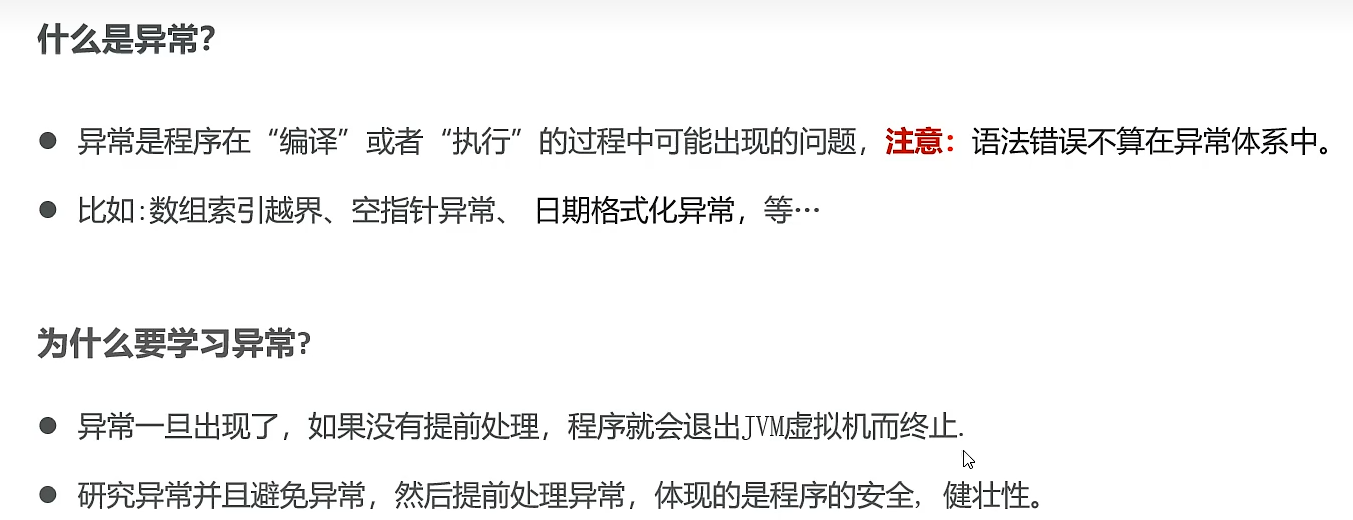 什么是异常?
● 异常是程序在“编译”或者“执行”的过程中可能出现的问题，注意：语法错误不算在异常体系中。
● 比如:数组索引越界、空指针异常、 日期格式化异常，等…
为什么要学习异常?
● 异常一旦出现了，如果没有提前处理，程序就会退出JVM虚拟机而终止.
● 研究异常并且避免异常，然后提前处理异常，体现的是程序的安全, 健壮性。